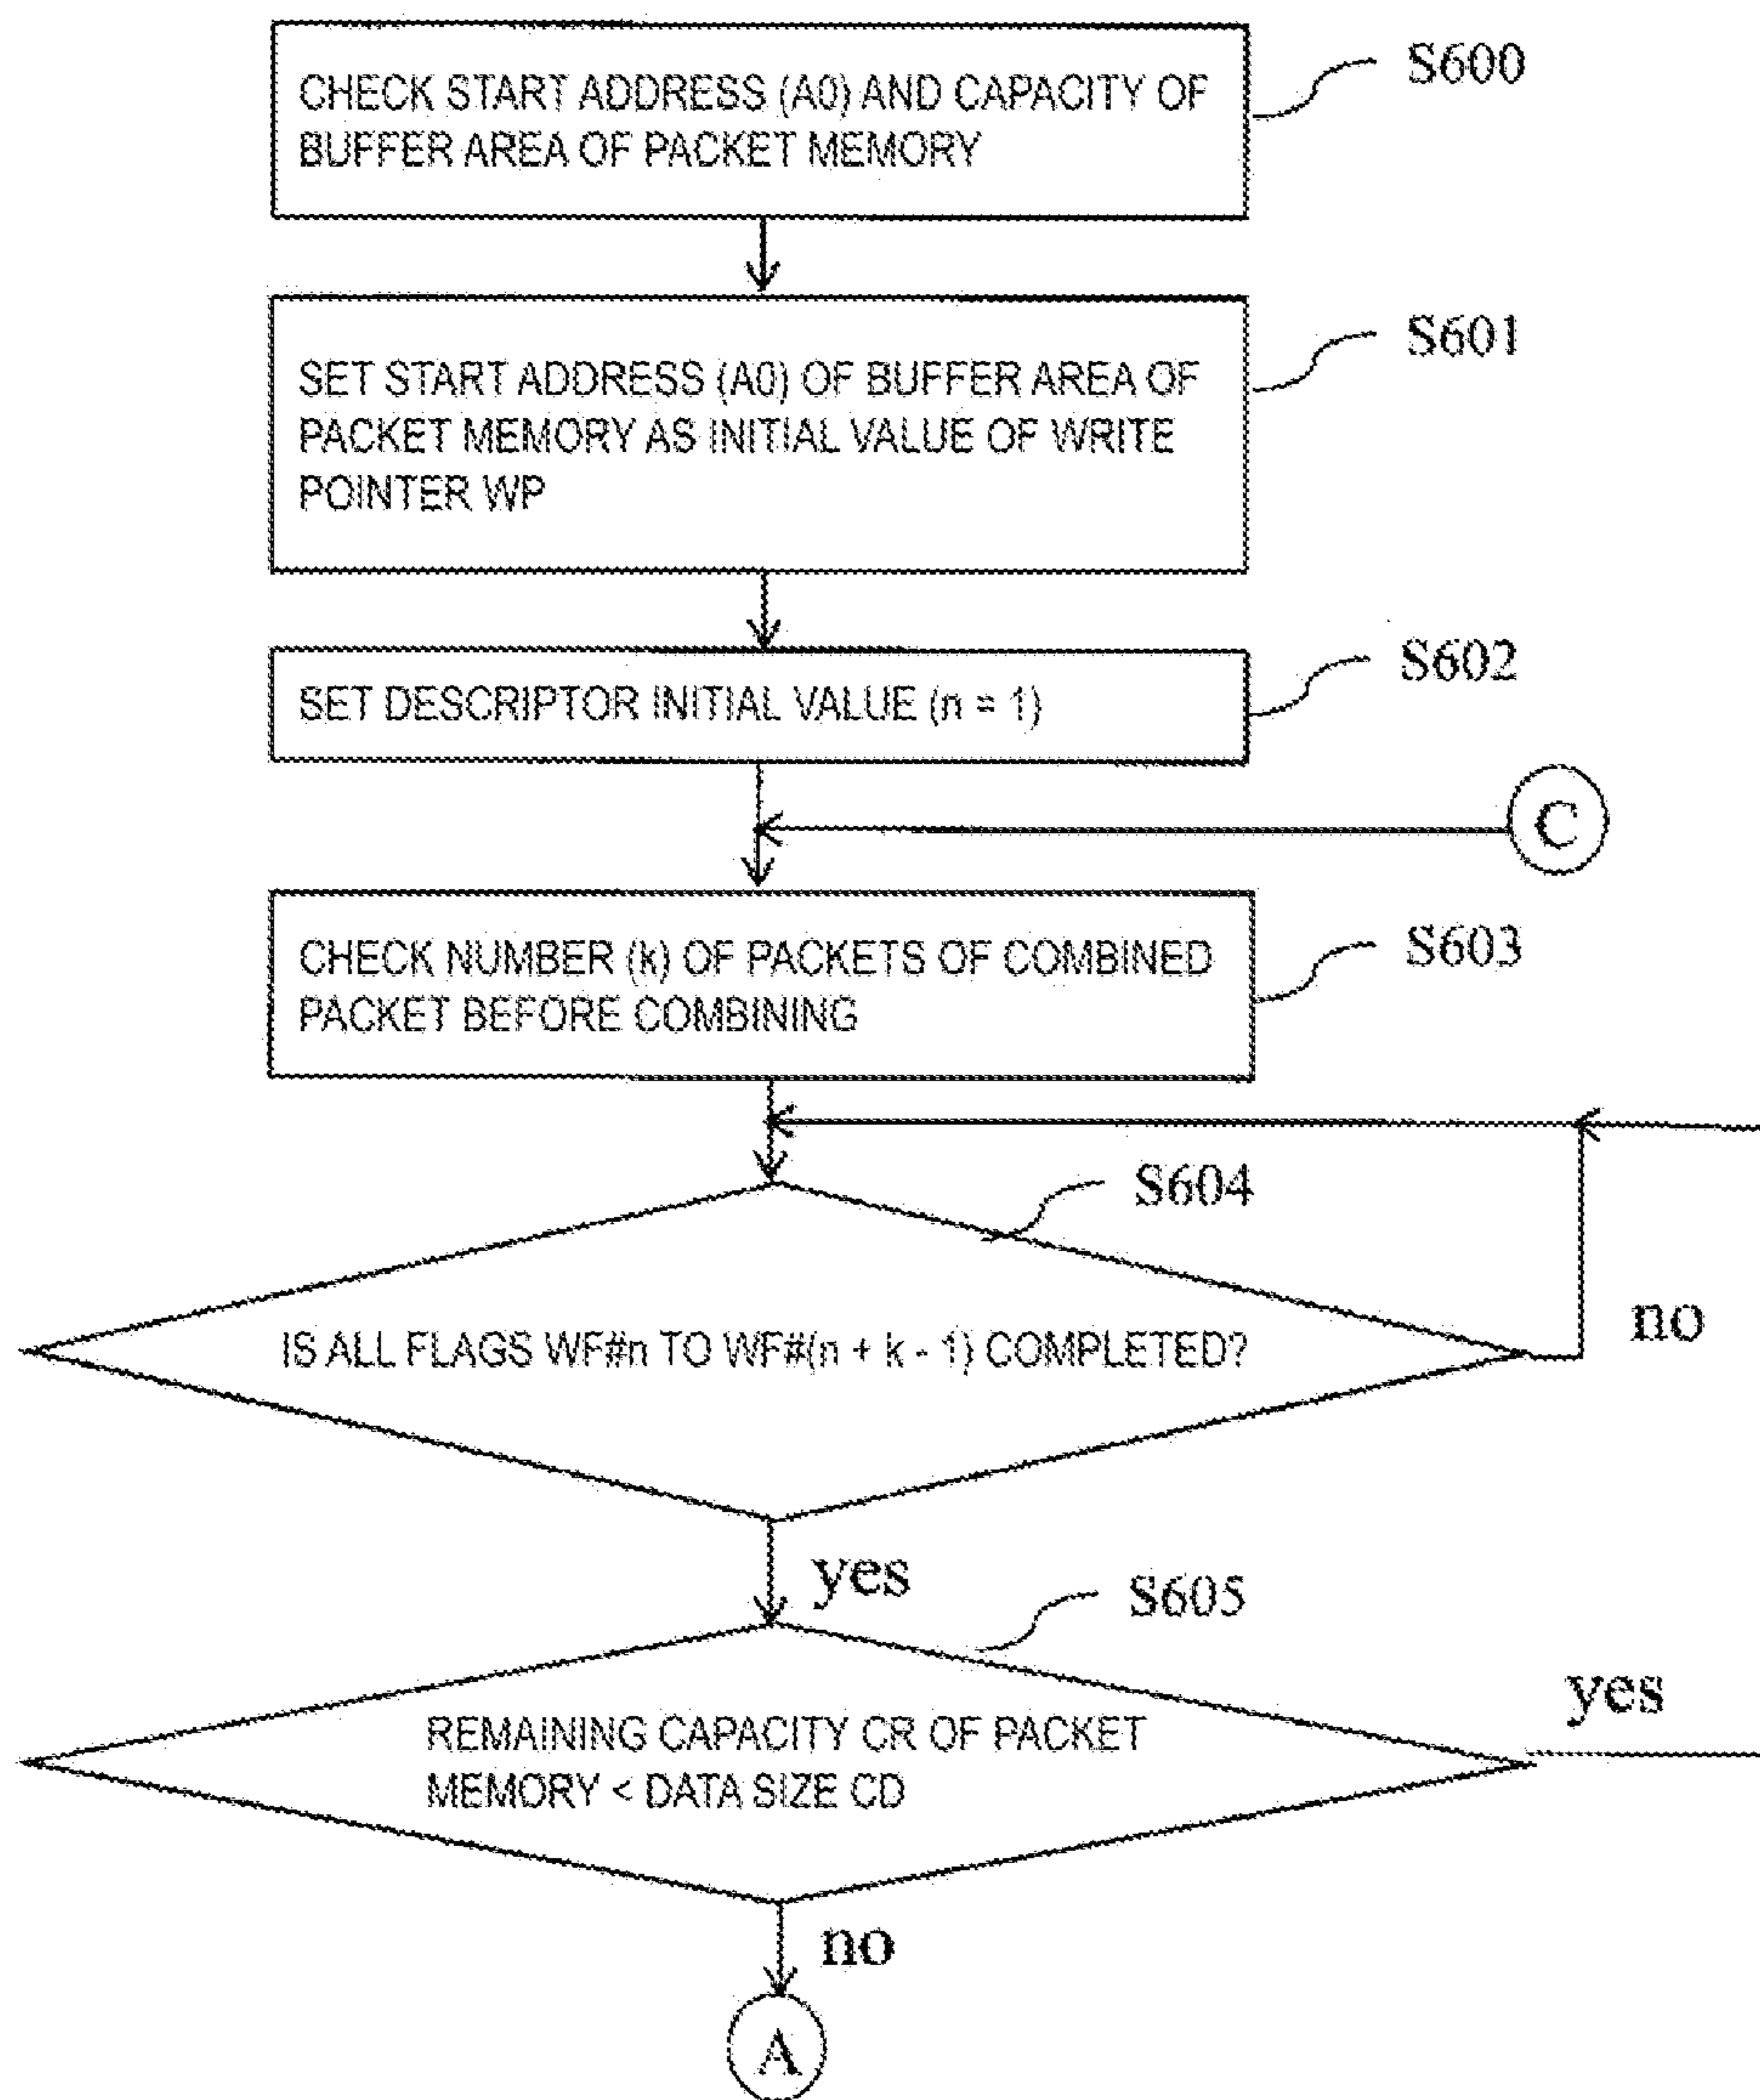 CHECK START ADDRESS (A0) AND CAPACITY OF
BUFFER AREA OF PACKET MEMORY
S600
SET START ADDRESS (A0) OF BUFFER AREA OF
PACKET MEMORY AS INITIAL VALUE OF WRITE
POINTER WP
S601
SET DESCRIPTOR INITIAL VALUE (n = 1)
S602
C
CHECK NUMBER (k) OF PACKETS OF COMBINED
PACKET BEFORE COMBINING
S603
S604
IS ALL FLAGS WF#n TO WF#(n + k - 1) COMPLETED?
no
yes
S605
REMAINING CAPACITY CR OF PACKET
MEMORY < DATA SIZE CD
yes
no
A